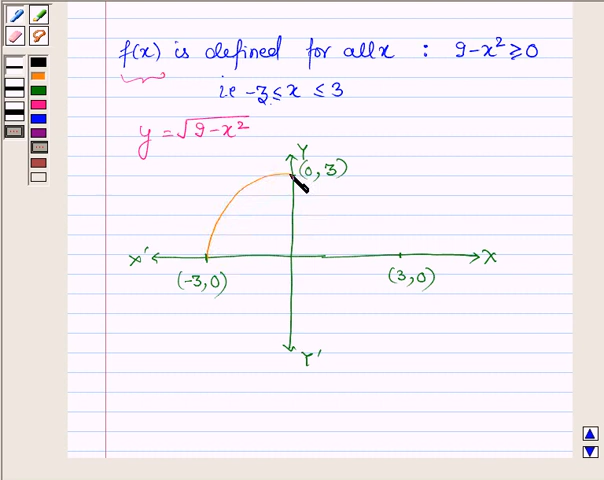 f(x) is defined for all x : 9-x² ≥ 0
ie -3 ≤ x ≤ 3
y = √9-x²
Y
(0, 3)
X' X
(-3,0) (3,0)
Y'